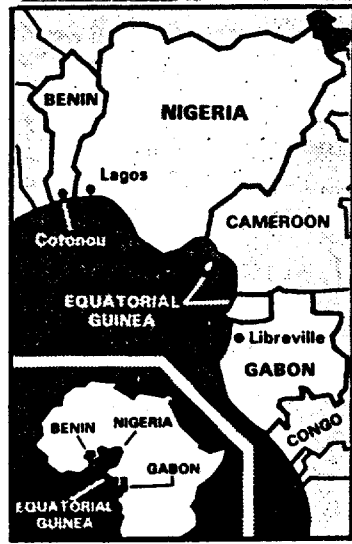 BENIN
NIGERIA
Lagos
Cotonou
CAMEROON
EQUATORIAL
GUINEA
Libreville
GABON
CONGO
BENIN
NIGERIA
GABON
EQUATORIAL
GUINEA